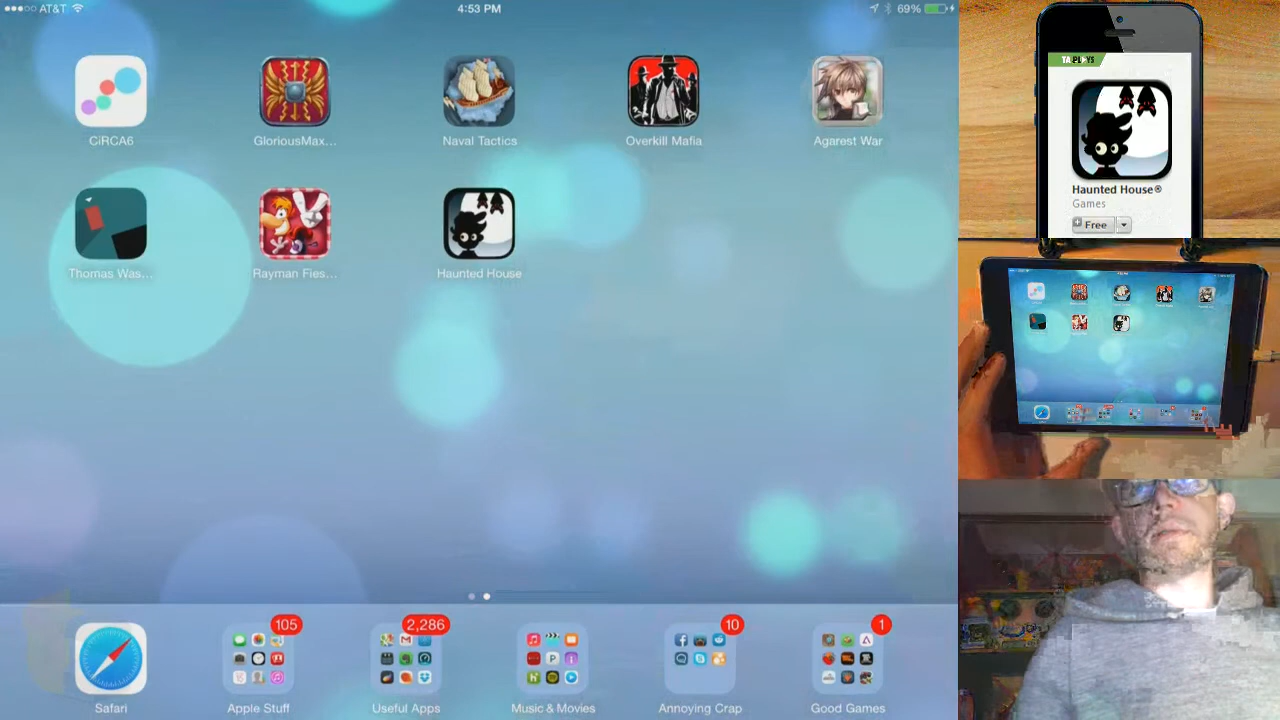 AT&T
4:53 PM
69%
CiRCA6
GloriousMax...
Naval Tactics
Overkill Mafia
Agarest War
Thomas Was...
Rayman Fies...
Haunted House
105
2,286
10
1
Safari
Apple Stuff
Useful Apps
Music & Movies
Annoying Crap
Good Games
Haunted House®
Games
Free